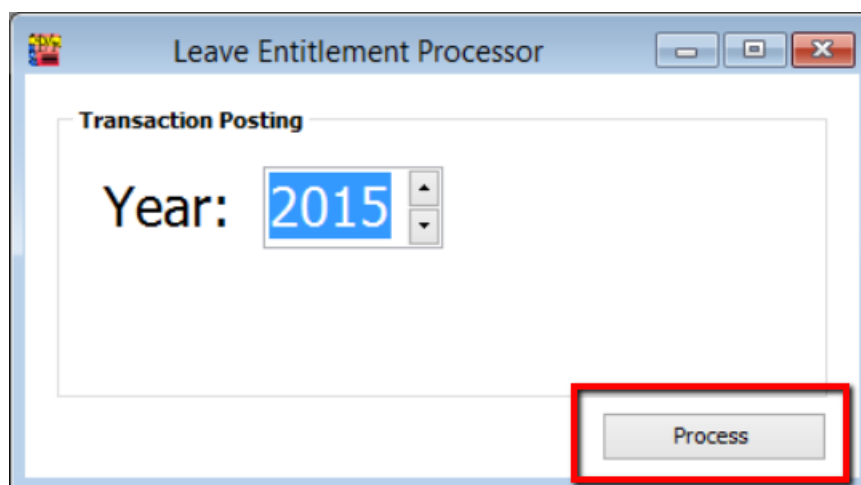 Leave Entitlement Processor
Transaction Posting
Year: 2015
Process